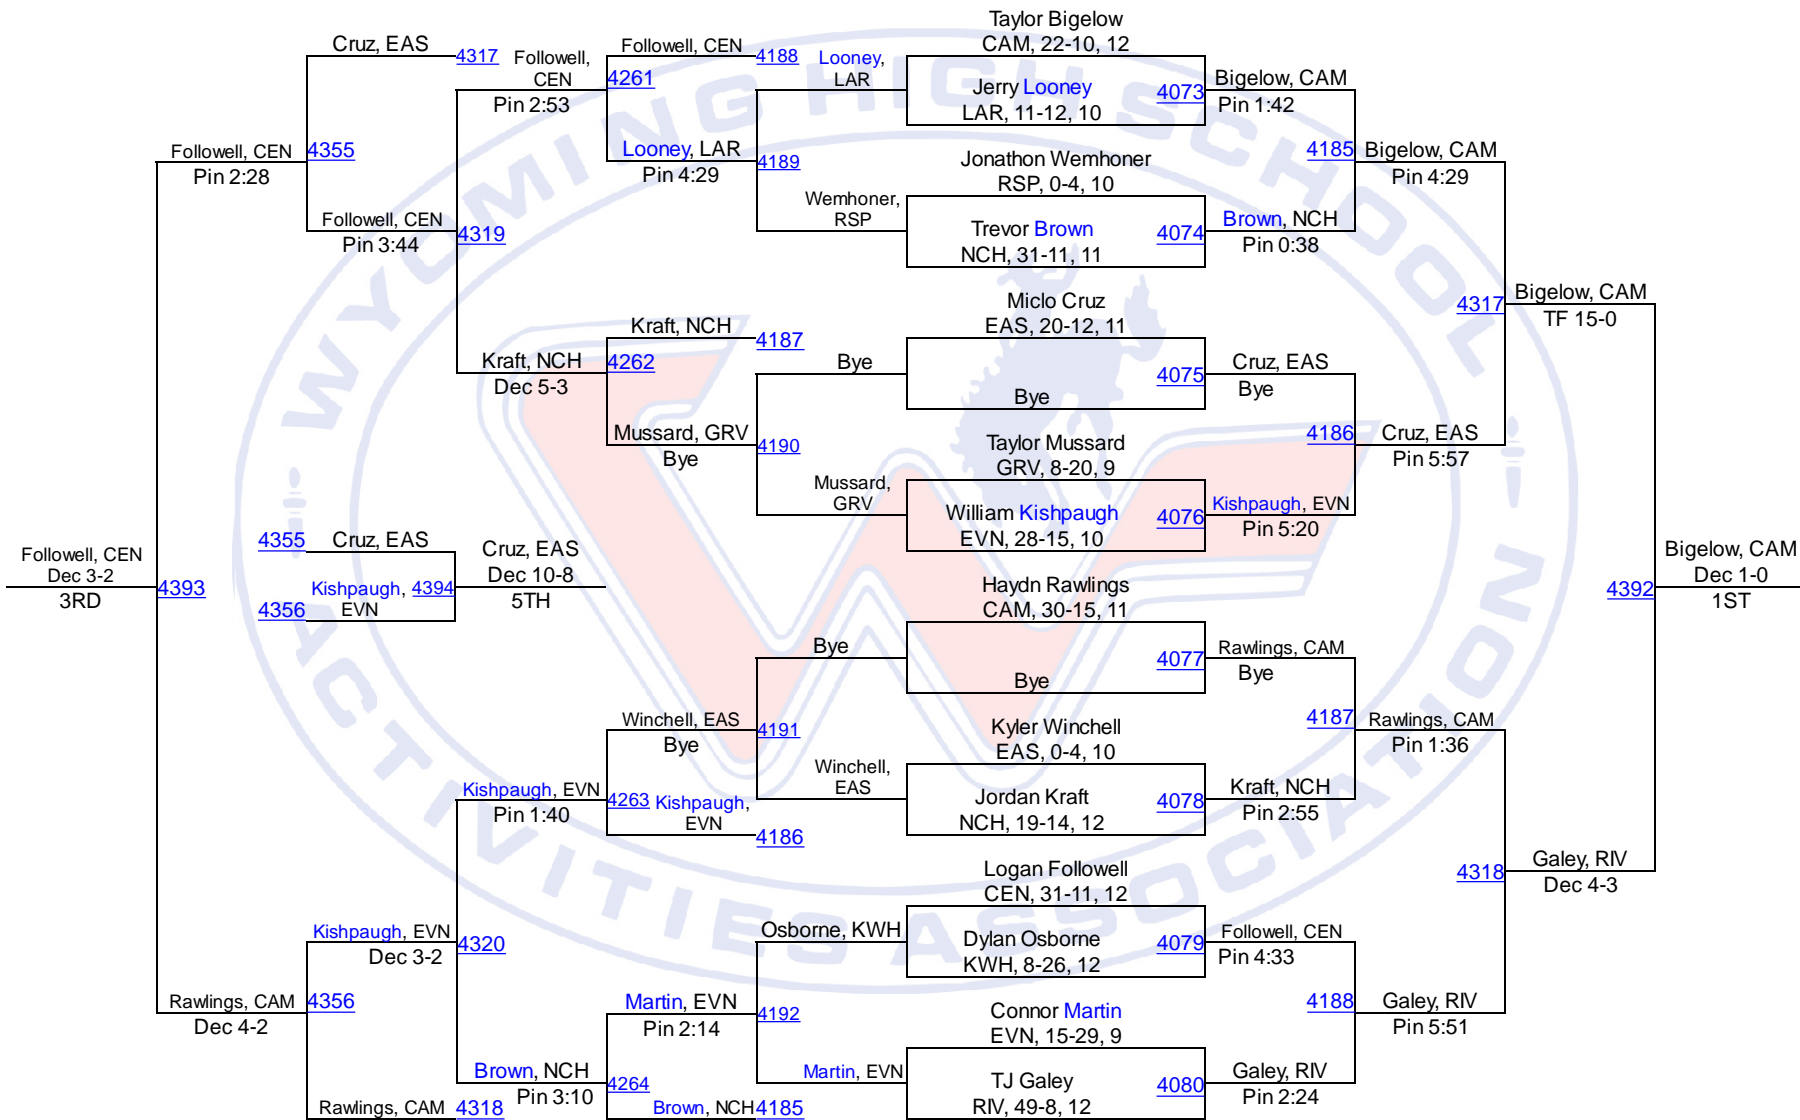 Taylor Bigelow
CAM, 22-10, 12
Jerry Looney
LAR, 11-12, 10
4073
Bigelow, CAM
Pin 1:42
Jonathon Wemhoner
RSP, 0-4, 10
Trevor Brown
NCH, 31-11, 11
4074
Brown, NCH
Pin 0:38
4185
Bigelow, CAM
Pin 4:29
Miclo Cruz
EAS, 20-12, 11
Bye
4075
Cruz, EAS
Bye
Taylor Mussard
GRV, 8-20, 9
William Kishpaugh
EVN, 28-15, 10
4076
Kishpaugh, EVN
Pin 5:20
4186
Cruz, EAS
Pin 5:57
4317
Bigelow, CAM
TF 15-0
Haydn Rawlings
CAM, 30-15, 11
Bye
4077
Rawlings, CAM
Bye
Kyler Winchell
EAS, 0-4, 10
Jordan Kraft
NCH, 19-14, 12
4078
Kraft, NCH
Pin 2:55
4187
Rawlings, CAM
Pin 1:36
Logan Followell
CEN, 31-11, 12
Dylan Osborne
KWH, 8-26, 12
4079
Followell, CEN
Pin 4:33
Connor Martin
EVN, 15-29, 9
TJ Galey
RIV, 49-8, 12
4080
Galey, RIV
Pin 2:24
4188
Galey, RIV
Pin 5:51
4318
Galey, RIV
Dec 4-3
4392
Bigelow, CAM
Dec 1-0
1ST
Looney,
LAR
Wemhoner,
RSP
4189
Looney, LAR
Pin 4:29
Followell, CEN
4188
4261
Followell,
CEN
Pin 2:53
Bye
Mussard,
GRV
4190
Mussard, GRV
Bye
Kraft, NCH
4187
4262
Kraft, NCH
Dec 5-3
4319
Followell, CEN
Pin 3:44
Cruz, EAS
4317
4355
Followell, CEN
Pin 2:28
Bye
Winchell,
EAS
4191
Winchell, EAS
Bye
Kishpaugh,
EVN
4186
4263
Kishpaugh, EVN
Pin 1:40
Osborne, KWH
Martin, EVN
4192
Martin, EVN
Pin 2:14
Brown, NCH
4185
4264
Brown, NCH
Pin 3:10
4320
Kishpaugh, EVN
Dec 3-2
Rawlings, CAM
4318
4356
Rawlings, CAM
Dec 4-2
4393
Followell, CEN
Dec 3-2
3RD
4355
Cruz, EAS
4356
Kishpaugh,
EVN
4394
Cruz, EAS
Dec 10-8
5TH
WYOMING HIGH SCHOOL
ACTIVITIES ASSOCIATION
W